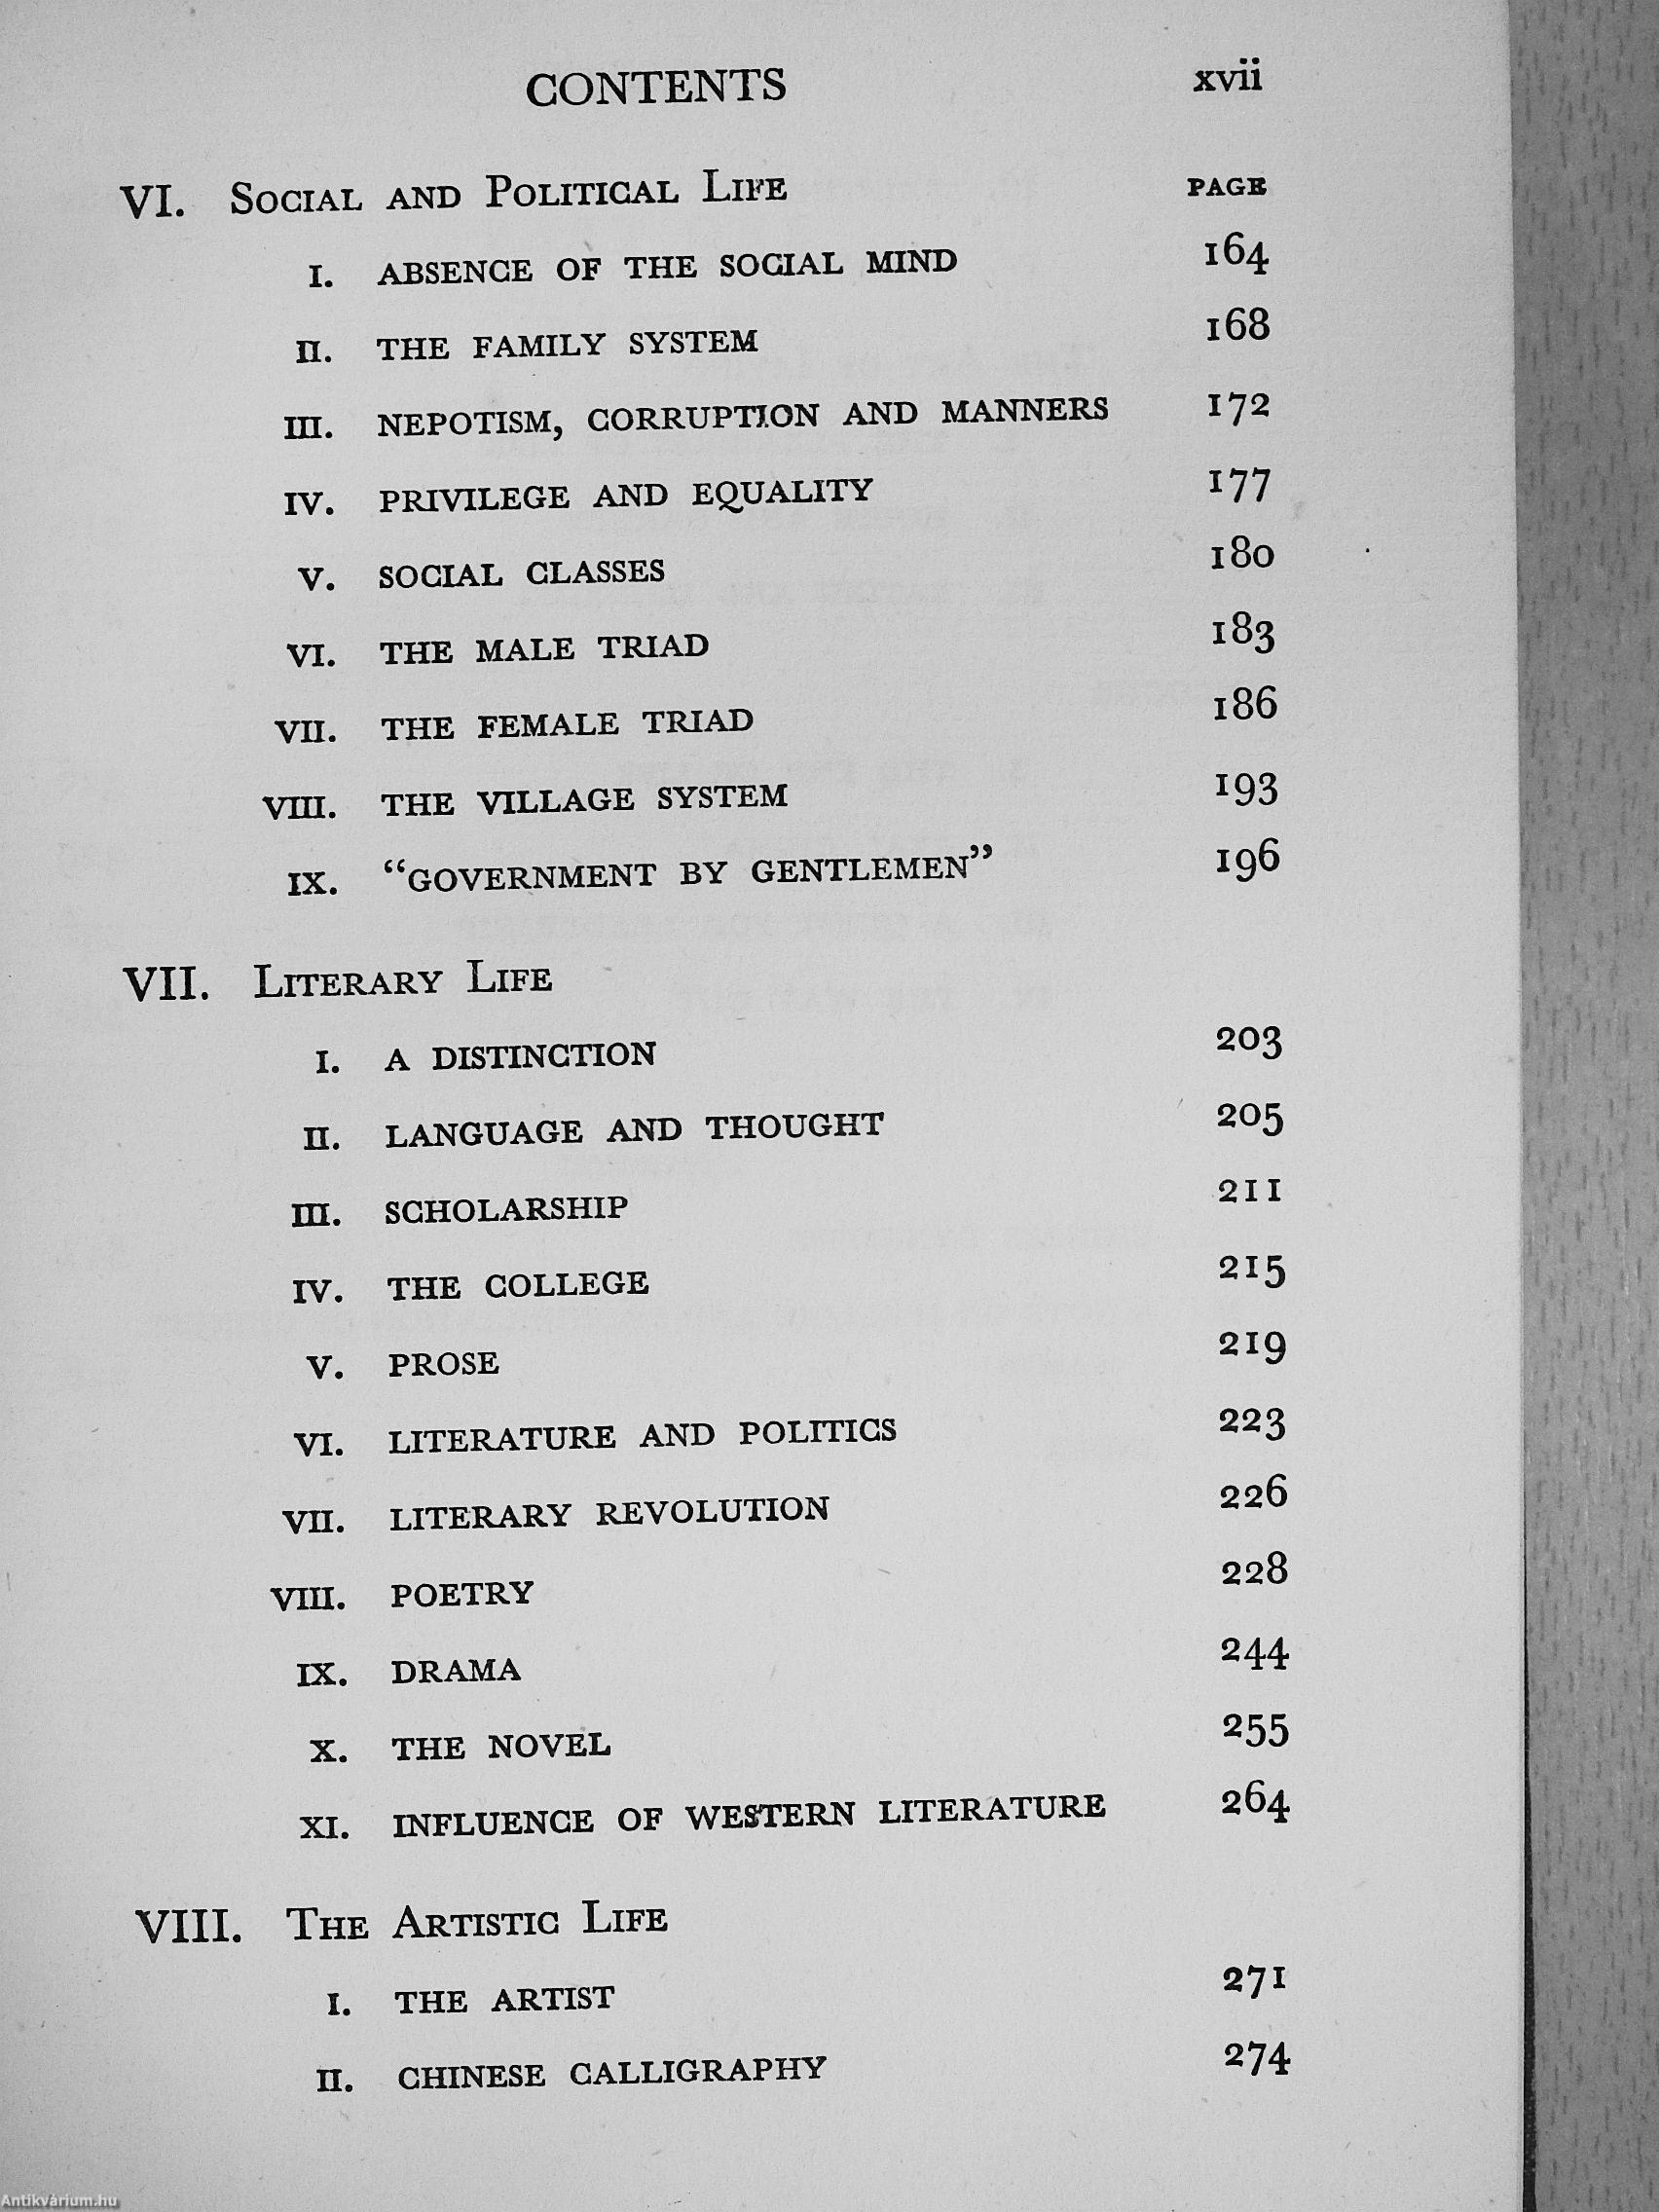 CONTENTS xvii
VI. Social and Political Life PAGE
I. ABSENCE OF THE SOCIAL MIND 164
II. THE FAMILY SYSTEM 168
III. NEPOTISM, CORRUPTION AND MANNERS 172
IV. PRIVILEGE AND EQUALITY 177
V. SOCIAL CLASSES 180
VI. THE MALE TRIAD 183
VII. THE FEMALE TRIAD 186
VIII. THE VILLAGE SYSTEM 193
IX. “GOVERNMENT BY GENTLEMEN” 196
VII. Literary Life
I. A DISTINCTION 203
II. LANGUAGE AND THOUGHT 205
III. SCHOLARSHIP 211
IV. THE COLLEGE 215
V. PROSE 219
VI. LITERATURE AND POLITICS 223
VII. LITERARY REVOLUTION 226
VIII. POETRY 228
IX. DRAMA 244
X. THE NOVEL 255
XI. INFLUENCE OF WESTERN LITERATURE 264
VIII. The Artistic Life
I. THE ARTIST 271
II. CHINESE CALLIGRAPHY 274
Antikvárium.hu